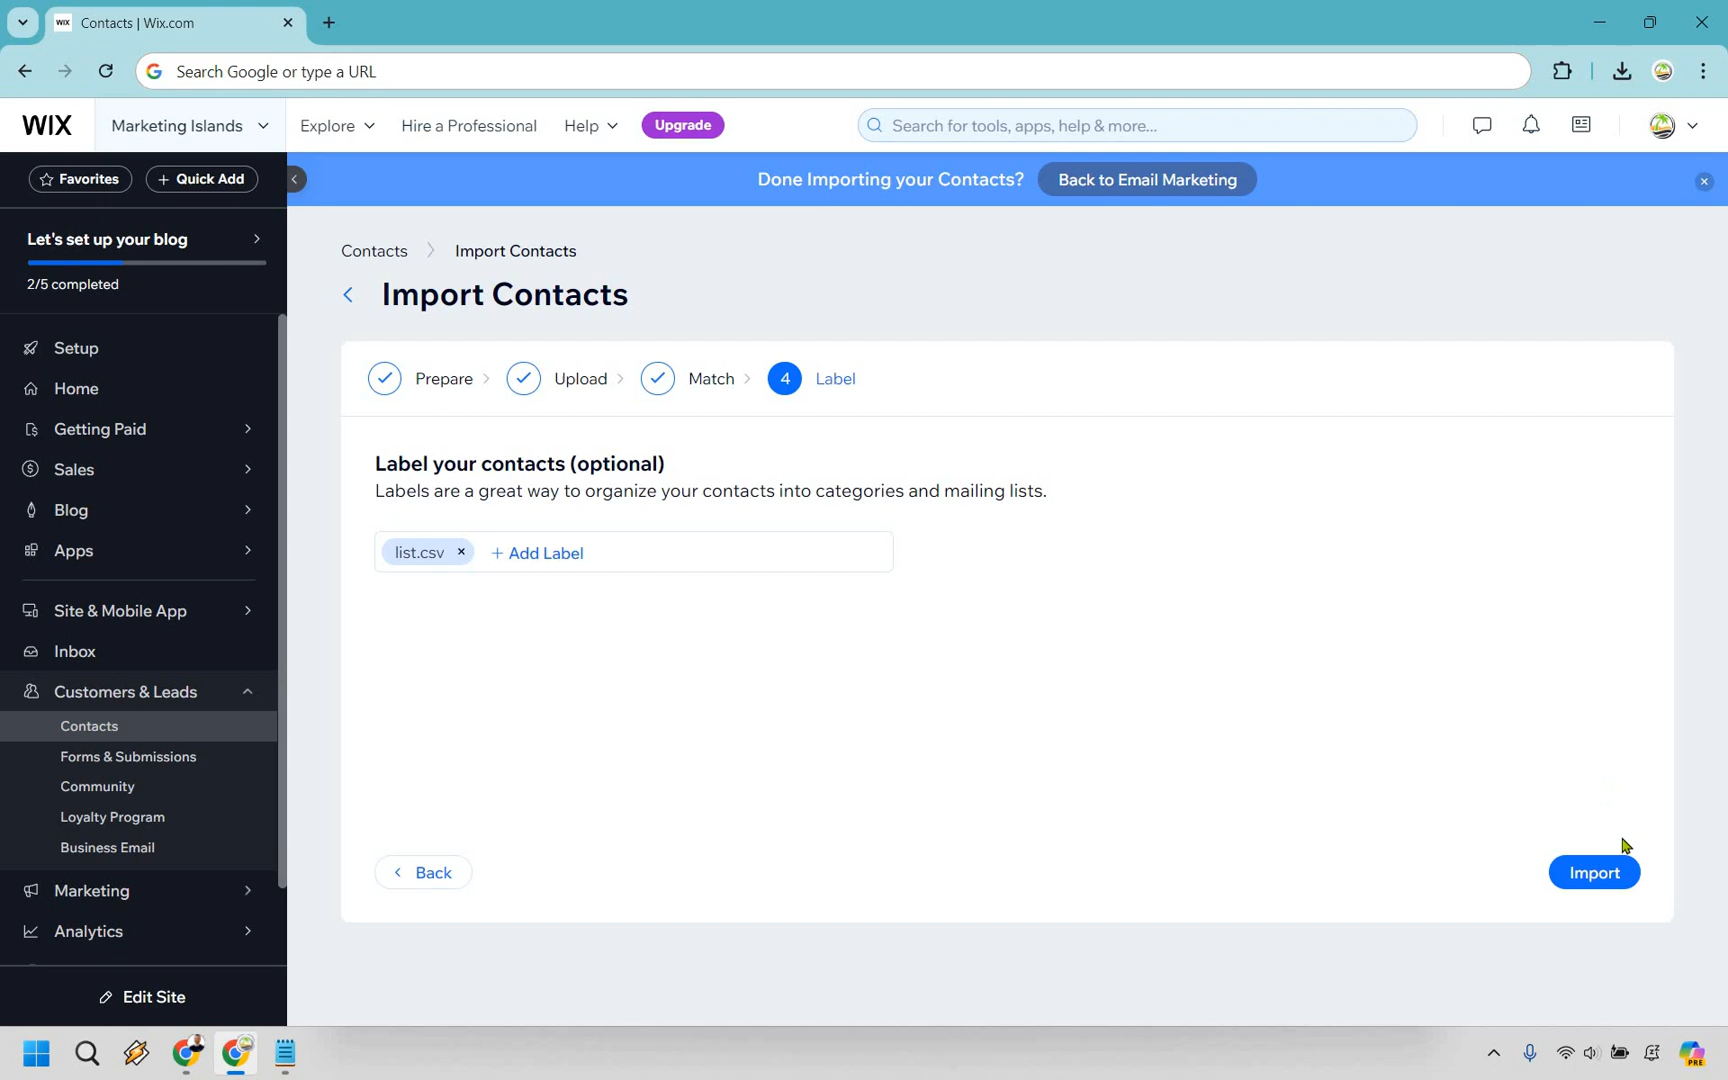 WIX Contacts | Wix.com
Search Google or type a URL
WIX Marketing Islands Explore Hire a Professional Help Upgrade Search for tools, apps, help & more...
Favorites + Quick Add
Done Importing your Contacts? Back to Email Marketing
Let's set up your blog
2/5 completed
Setup
Home
Getting Paid
Sales
Blog
Apps
Site & Mobile App
Inbox
Customers & Leads
Contacts
Forms & Submissions
Community
Loyalty Program
Business Email
Marketing
Analytics
Edit Site
Contacts Import Contacts
Import Contacts
Prepare Upload Match 4 Label
Label your contacts (optional)
Labels are a great way to organize your contacts into categories and mailing lists.
list.csv × + Add Label
Back Import
PRE